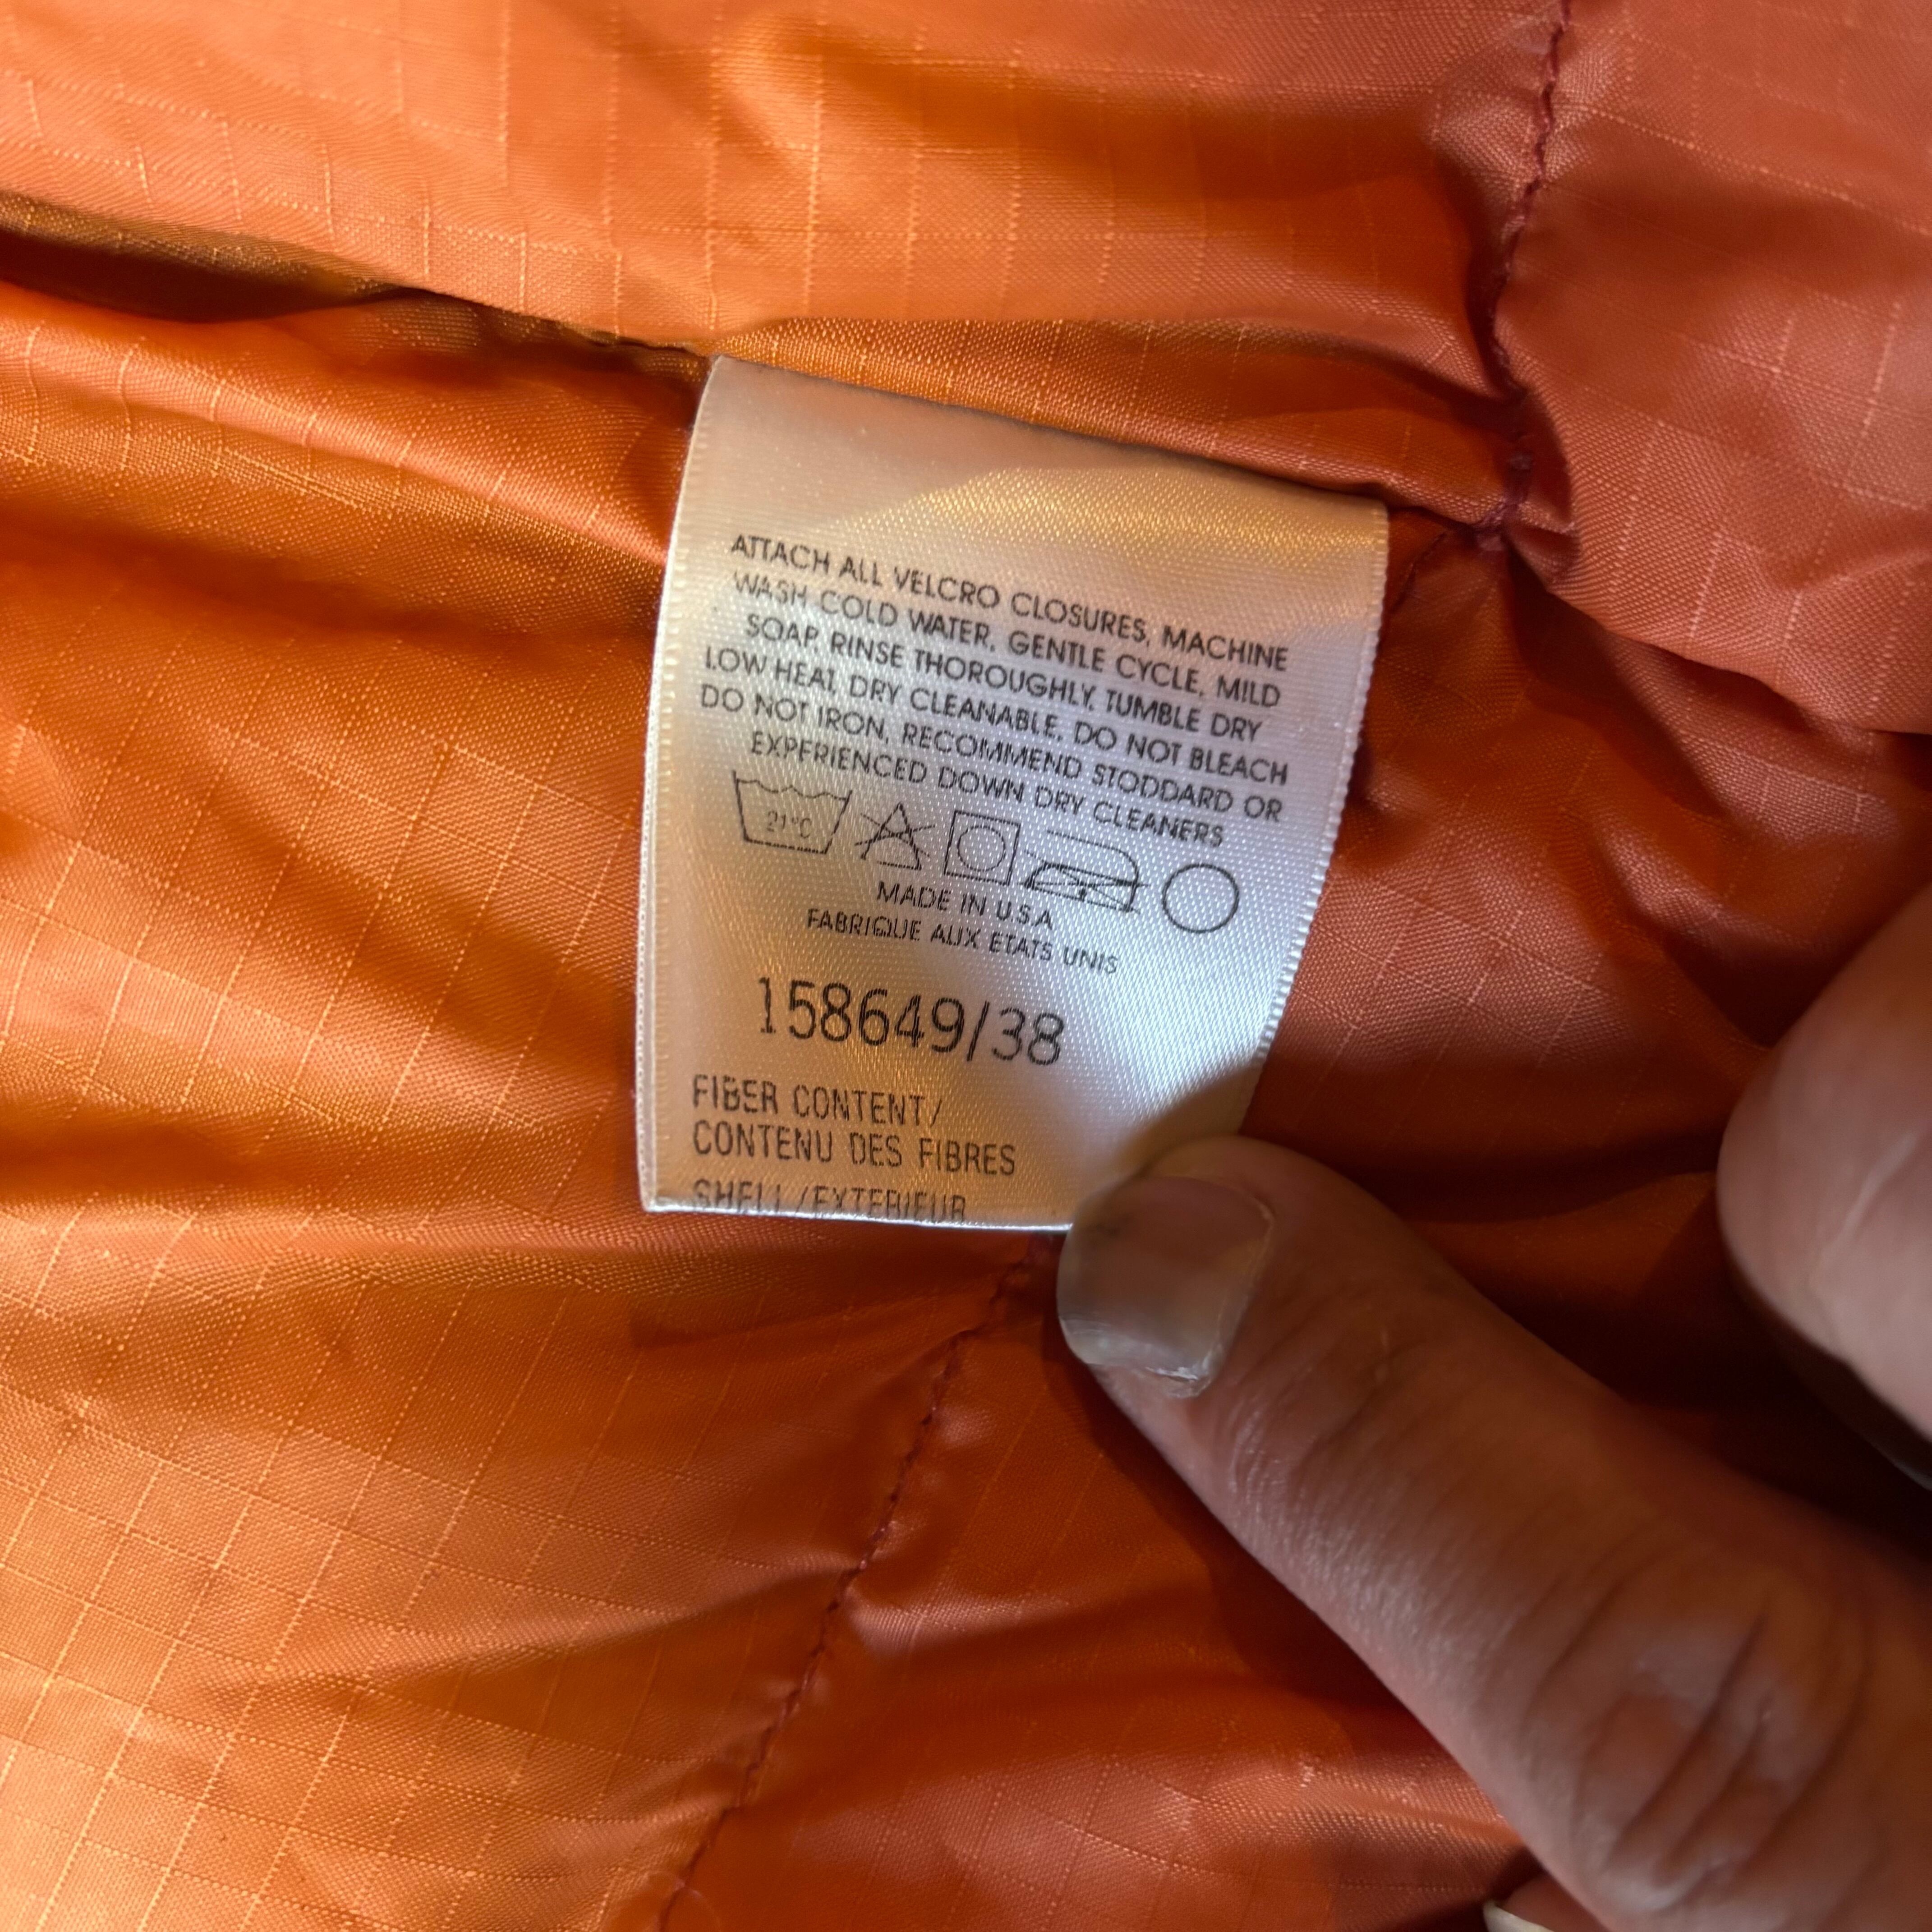 ATTACH ALL VELCRO CLOSURES, MACHINE
WASH COLD WATER, GENTLE CYCLE, MILD
SOAP, RINSE THOROUGHLY, TUMBLE DRY
LOW HEAT, DRY CLEANABLE, DO NOT BLEACH
DO NOT IRON, RECOMMEND STODDARD OR
EXPERIENCED DOWN DRY CLEANERS
21°C
MADE IN U.S.A
FABRIQUE AUX ETATS UNIS
158649/38
FIBER CONTENT/
CONTENU DES FIBRES
SHELL/EXTERIEUR